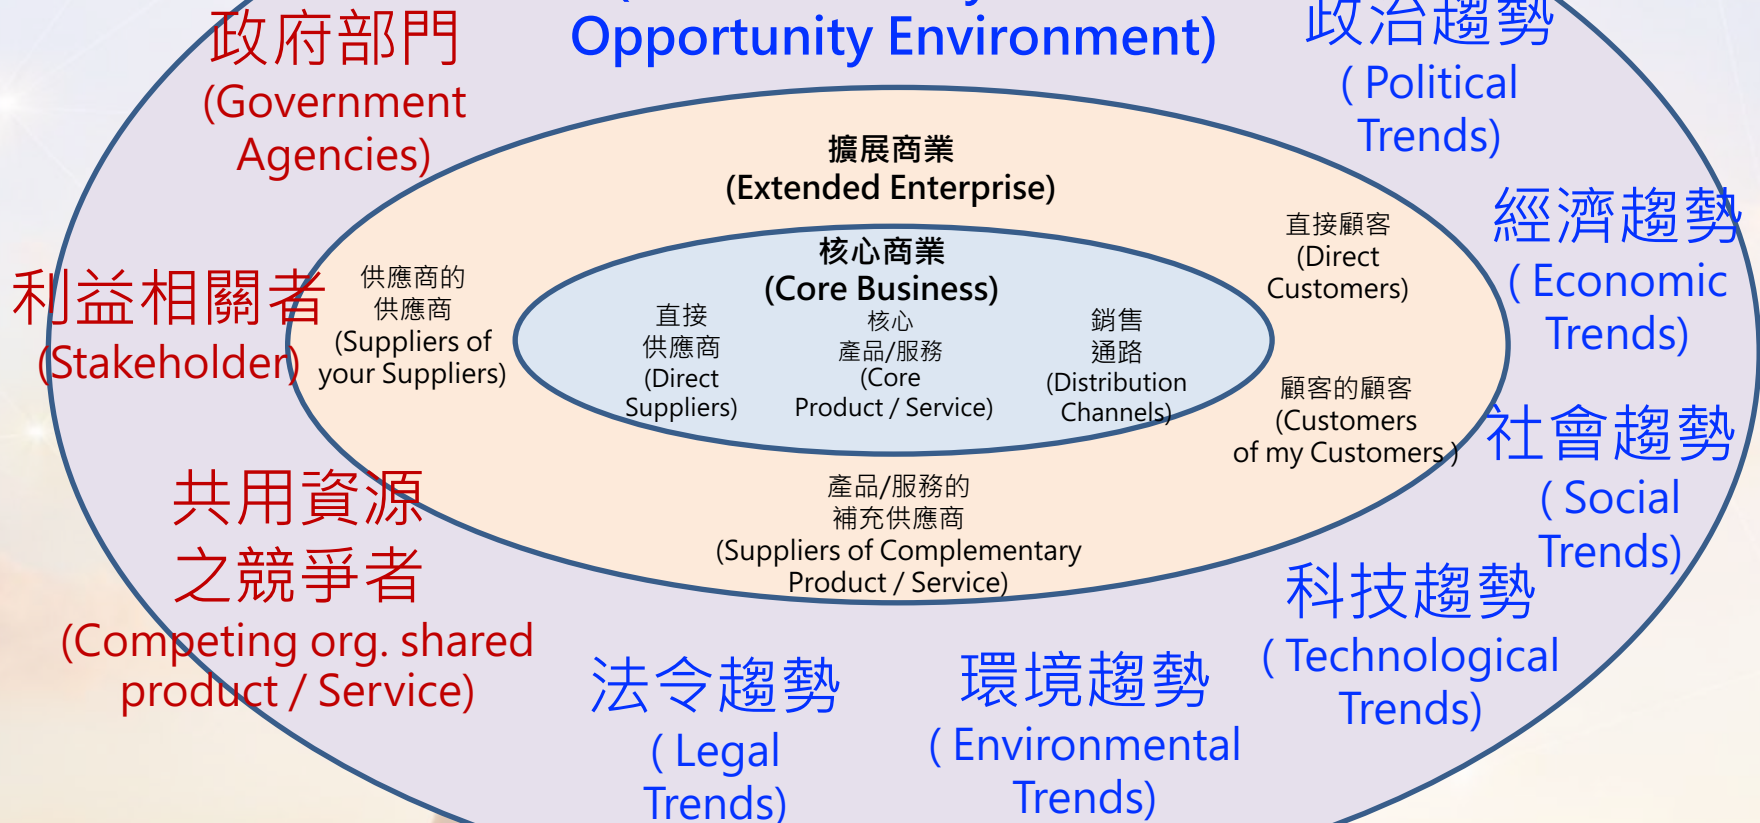 Opportunity Environment)
政府部門
(Government
Agencies)
政治趨勢
( Political
Trends)
擴展商業
(Extended Enterprise)
經濟趨勢
( Economic
Trends)
直接顧客
(Direct
Customers)
核心商業
(Core Business)
利益相關者
(Stakeholder)
供應商的
供應商
(Suppliers of
your Suppliers)
直接
供應商
(Direct
Suppliers)
核心
產品/服務
(Core
Product / Service)
銷售
通路
(Distribution
Channels)
顧客的顧客
(Customers
of my Customers )
社會趨勢
( Social
Trends)
共用資源
之競爭者
(Competing org. shared
product / Service)
產品/服務的
補充供應商
(Suppliers of Complementary
Product / Service)
科技趨勢
( Technological
Trends)
法令趨勢
( Legal
Trends)
環境趨勢
( Environmental
Trends)